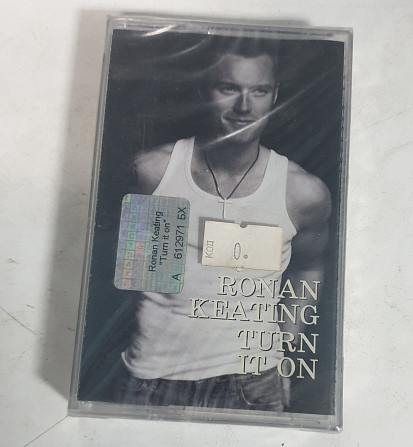 Ronan Keating
"Turn it on"
A 612971 БХ
КОД
0.
RONAN
KEATING
TURN
IT ON